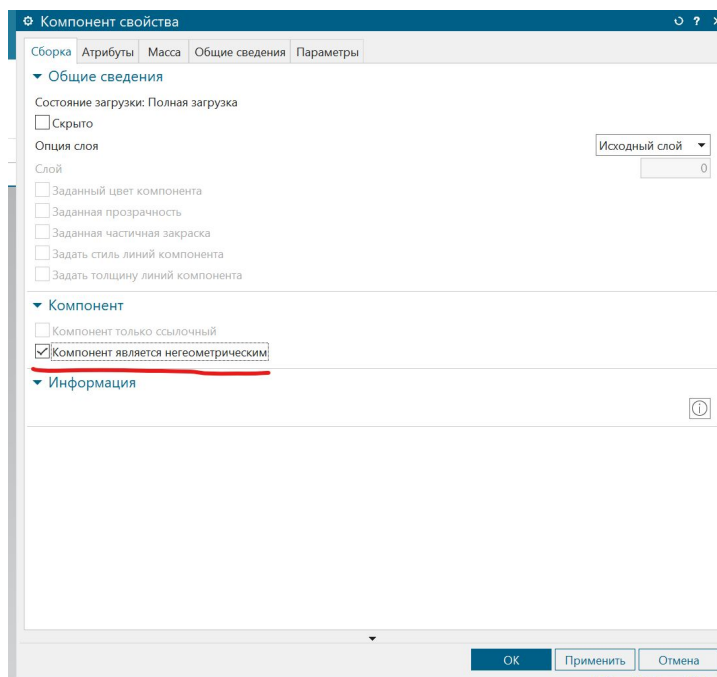 Компонент свойства
Сборка Атрибуты Масса Общие сведения Параметры
Общие сведения
Состояние загрузки: Полная загрузка
Скрыто
Опция слоя Исходный слой
Слой 0
Заданный цвет компонента
Заданная прозрачность
Заданная частичная закраска
Задать стиль линий компонента
Задать толщину линий компонента
Компонент
Компонент только ссылочный
Компонент является негеометрическим
Информация
ОК Применить Отмена